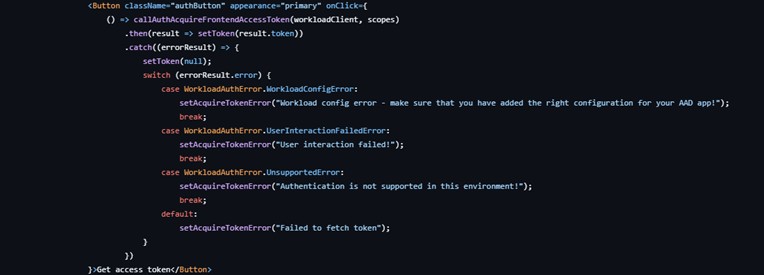 <Button className="authButton" appearance="primary" onClick={
() => callAuthAcquireFrontendAccessToken(workloadClient, scopes)
.then(result => setToken(result.token))
.catch((errorResult) => {
setToken(null);
switch (errorResult.error) {
case WorkloadAuthError.WorkloadConfigError:
setAcquireTokenError("Workload config error - make sure that you have added the right configuration for your AAD app!");
break;
case WorkloadAuthError.UserInteractionFailedError:
setAcquireTokenError("User interaction failed!");
break;
case WorkloadAuthError.UnsupportedError:
setAcquireTokenError("Authentication is not supported in this environment!");
break;
default:
setAcquireTokenError("Failed to fetch token");
}
})
}>Get access token</Button>